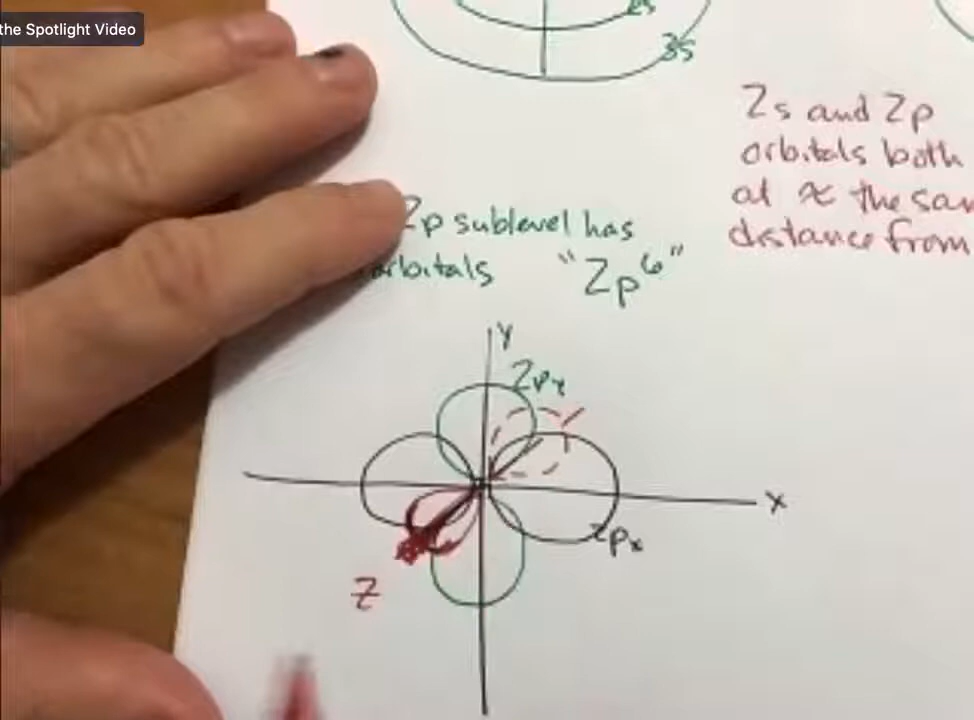 the Spotlight Video
2s
3s
2s and 2p
orbitals both
at ≈ the
distance from
2p sublevel has
orbitals "2p⁶"
Y
2py
X
2px
Z